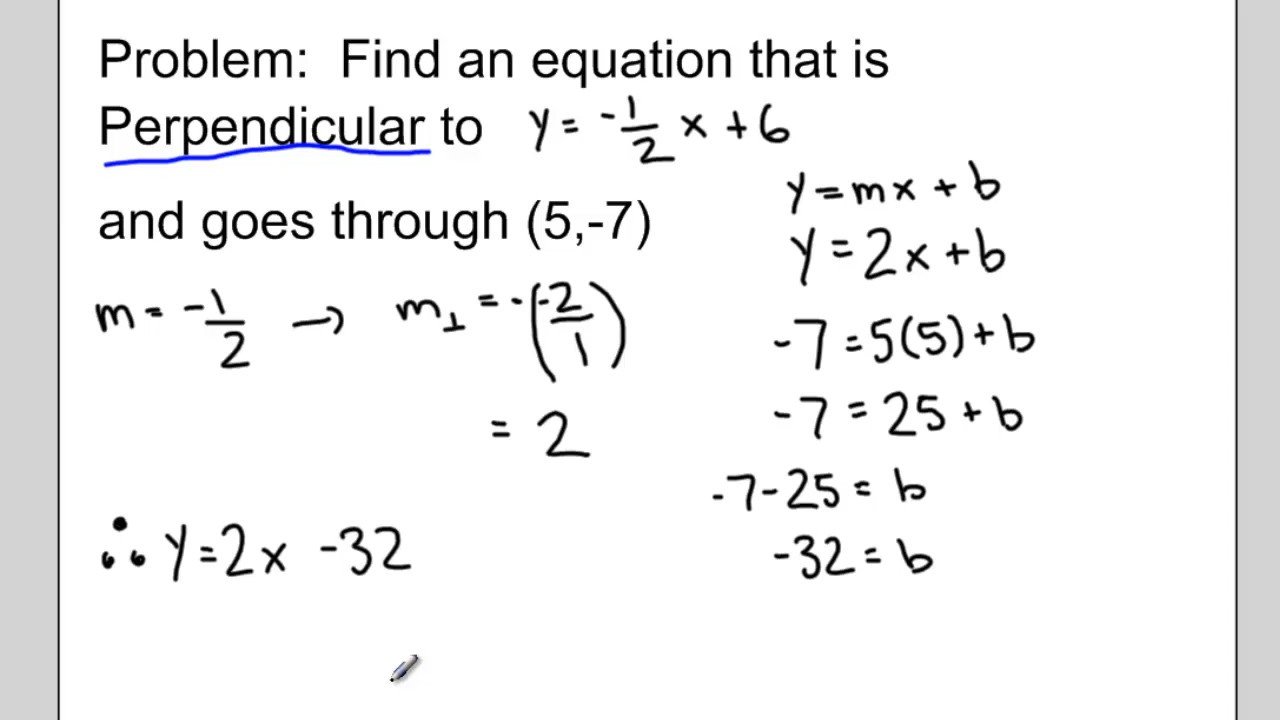 Problem: Find an equation that is
Perpendicular to y = -1/2 x + 6
and goes through (5,-7)
m = -1/2 → m⊥ = -(-2/1)
= 2
∴ y = 2x - 32
y = mx + b
y = 2x + b
-7 = 5(5) + b
-7 = 25 + b
-7 - 25 = b
-32 = b